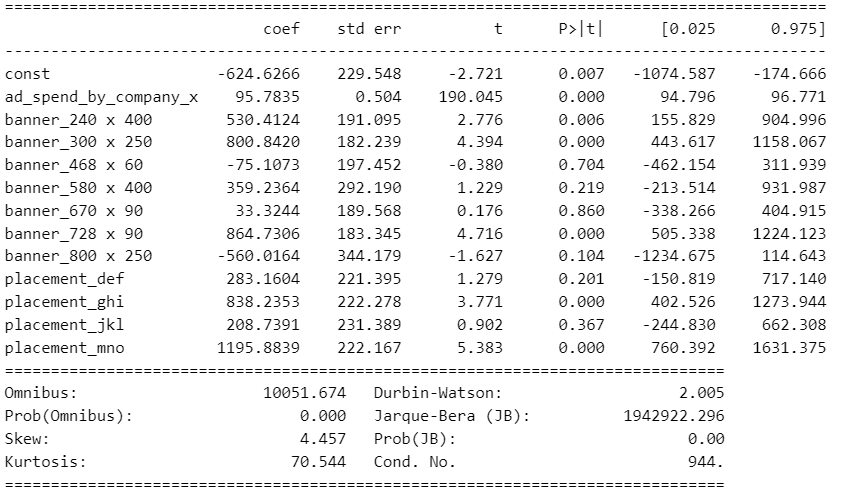 ==============================================================================
coef std err t P>|t| [0.025 0.975]
------------------------------------------------------------------------------
const -624.6266 229.548 -2.721 0.007 -1074.587 -174.666
ad_spend_by_company_x 95.7835 0.504 190.045 0.000 94.796 96.771
banner_240 x 400 530.4124 191.095 2.776 0.006 155.829 904.996
banner_300 x 250 800.8420 182.239 4.394 0.000 443.617 1158.067
banner_468 x 60 -75.1073 197.452 -0.380 0.704 -462.154 311.939
banner_580 x 400 359.2364 292.190 1.229 0.219 -213.514 931.987
banner_670 x 90 33.3244 189.568 0.176 0.860 -338.266 404.915
banner_728 x 90 864.7306 183.345 4.716 0.000 505.338 1224.123
banner_800 x 250 -560.0164 344.179 -1.627 0.104 -1234.675 114.643
placement_def 283.1604 221.395 1.279 0.201 -150.819 717.140
placement_ghi 838.2353 222.278 3.771 0.000 402.526 1273.944
placement_jkl 208.7391 231.389 0.902 0.367 -244.830 662.308
placement_mno 1195.8839 222.167 5.383 0.000 760.392 1631.375
==============================================================================
Omnibus: 10051.674 Durbin-Watson: 2.005
Prob(Omnibus): 0.000 Jarque-Bera (JB): 1942922.296
Skew: 4.457 Prob(JB): 0.00
Kurtosis: 70.544 Cond. No. 944.
==============================================================================